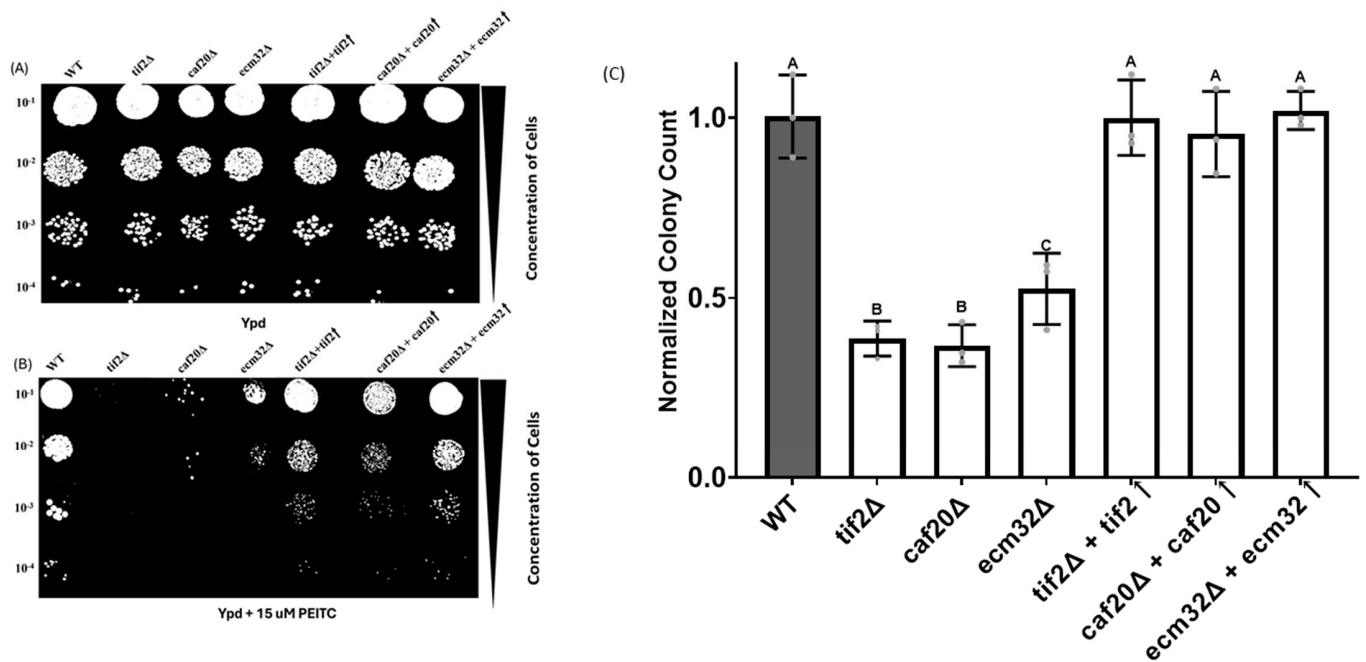 (A)
WT tif2Δ caf20Δ ecm32Δ tif2Δ+tif2↑ caf20Δ + caf20↑ ecm32Δ + ecm32↑
10-1
10-2
10-3
10-4
Concentration of Cells
Ypd
(B)
WT tif2Δ caf20Δ ecm32Δ tif2Δ+tif2↑ caf20Δ + caf20↑ ecm32Δ + ecm32↑
10-1
10-2
10-3
10-4
Concentration of Cells
Ypd + 15 uM PEITC
(C)
Normalized Colony Count
1.0
0.5
0.0
A B B C A A A
WT tif2Δ caf20Δ ecm32Δ tif2Δ + tif2↑ caf20Δ + caf20↑ ecm32Δ + ecm32↑